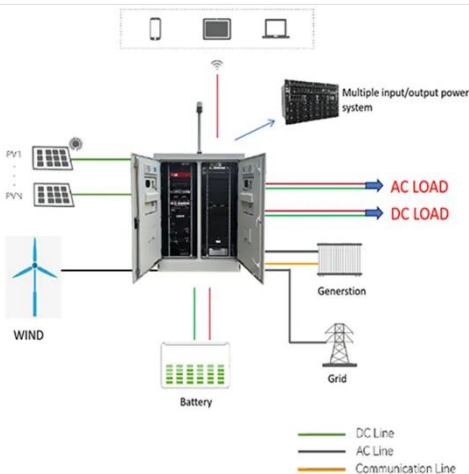 Multiple input/output power
system
PV1
PVN
AC LOAD
DC LOAD
WIND
Generstion
Grid
Battery
DC Line
AC Line
Communication Line